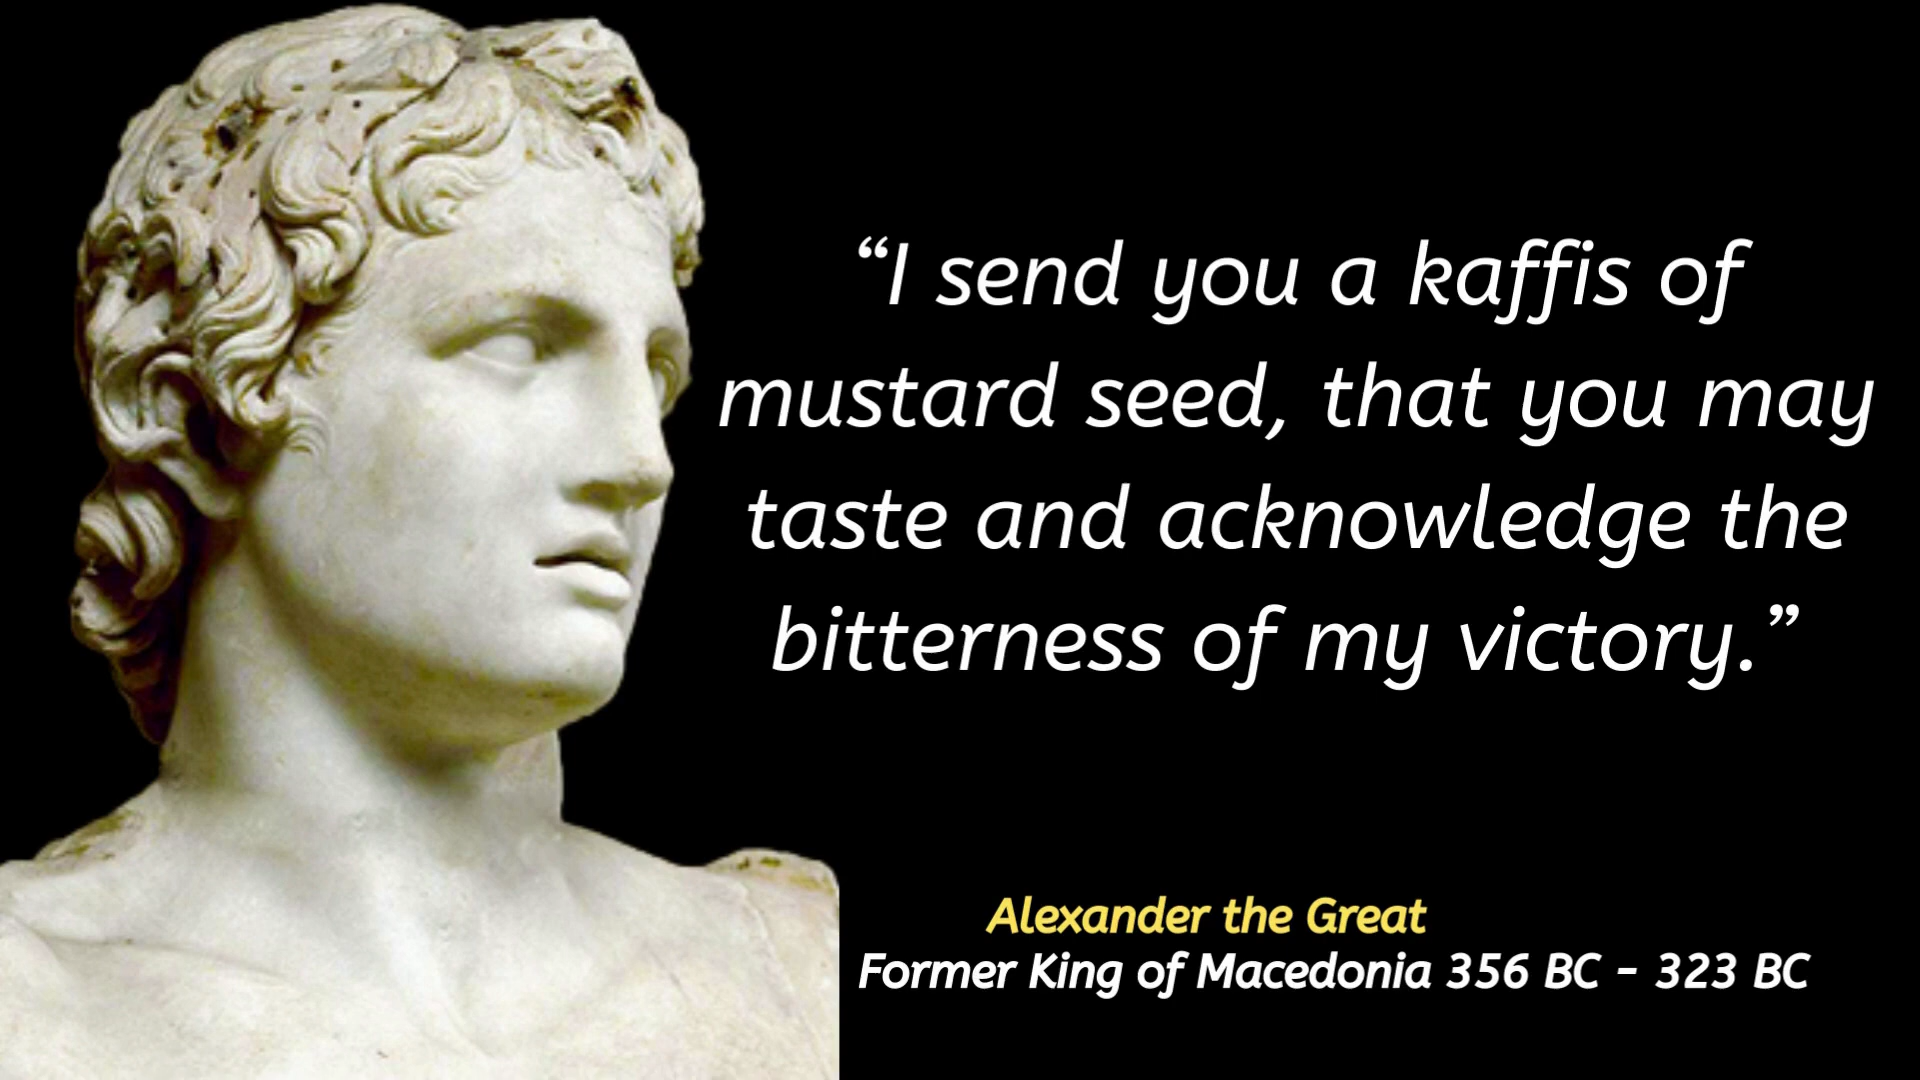 “I send you a kaffis of
mustard seed, that you may
taste and acknowledge the
bitterness of my victory.”
Alexander the Great
Former King of Macedonia 356 BC - 323 BC